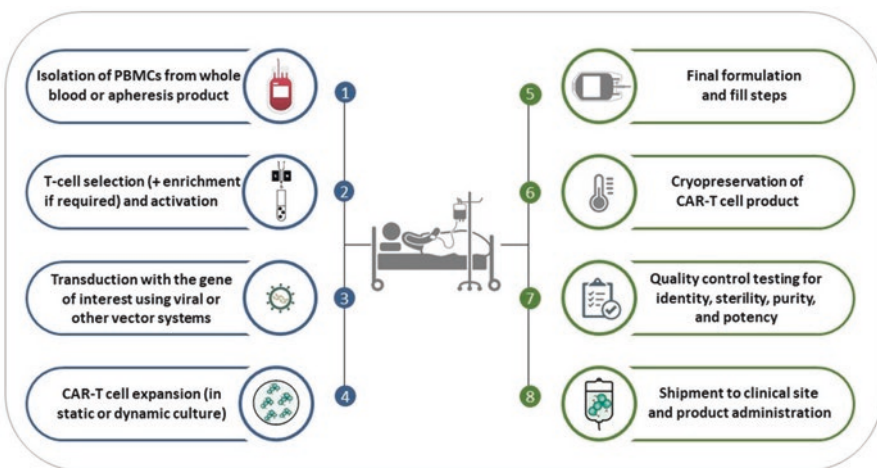 Isolation of PBMCs from whole
blood or apheresis product
1
T-cell selection (+ enrichment
if required) and activation
2
Transduction with the gene
of interest using viral or
other vector systems
3
CAR-T cell expansion (in
static or dynamic culture)
4
5
Final formulation
and fill steps
6
Cryopreservation of
CAR-T cell product
7
Quality control testing for
identity, sterility, purity,
and potency
8
Shipment to clinical site
and product administration